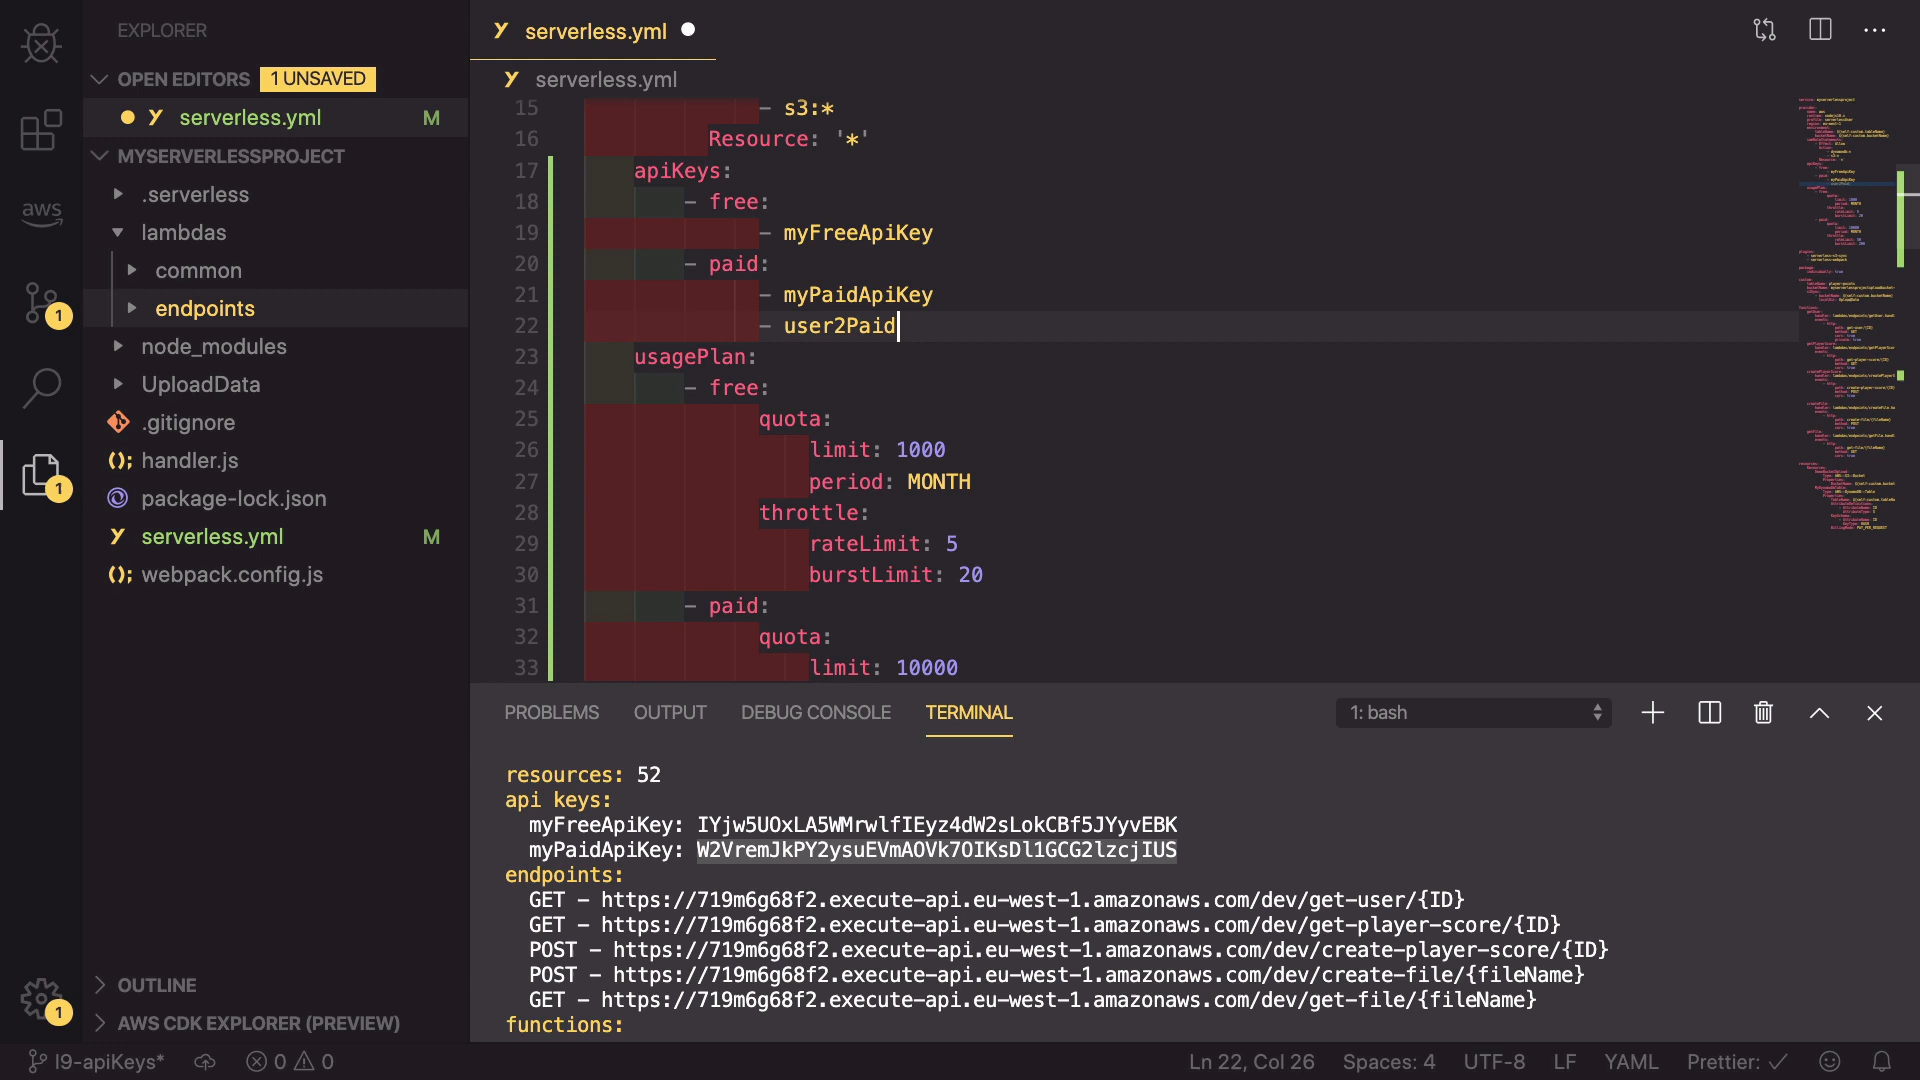 EXPLORER
OPEN EDITORS 1 UNSAVED
serverless.yml M
MYSERVERLESSPROJECT
.serverless
lambdas
common
endpoints
node_modules
UploadData
.gitignore
handler.js
package-lock.json
serverless.yml M
webpack.config.js
OUTLINE
AWS CDK EXPLORER (PREVIEW)
aws
1
1
1
serverless.yml
serverless.yml
15 - s3:*
16 Resource: '*'
17 apiKeys:
18 - free:
19 - myFreeApiKey
20 - paid:
21 - myPaidApiKey
22 - user2Paid
23 usagePlan:
24 - free:
25 quota:
26 limit: 1000
27 period: MONTH
28 throttle:
29 rateLimit: 5
30 burstLimit: 20
31 - paid:
32 quota:
33 limit: 10000
PROBLEMS OUTPUT DEBUG CONSOLE TERMINAL 1: bash
resources: 52
api keys:
myFreeApiKey: IYjw5UOxLA5WMrwlfIEyz4dW2sLokCBf5JYyvEBK
myPaidApiKey: W2VremJkPY2ysuEVmAOVk7OIKsDl1GCG2lzcjIUS
endpoints:
GET - https://719m6g68f2.execute-api.eu-west-1.amazonaws.com/dev/get-user/{ID}
GET - https://719m6g68f2.execute-api.eu-west-1.amazonaws.com/dev/get-player-score/{ID}
POST - https://719m6g68f2.execute-api.eu-west-1.amazonaws.com/dev/create-player-score/{ID}
POST - https://719m6g68f2.execute-api.eu-west-1.amazonaws.com/dev/create-file/{fileName}
GET - https://719m6g68f2.execute-api.eu-west-1.amazonaws.com/dev/get-file/{fileName}
functions:
l9-apiKeys* 0 0 Ln 22, Col 26 Spaces: 4 UTF-8 LF YAML Prettier: ✓